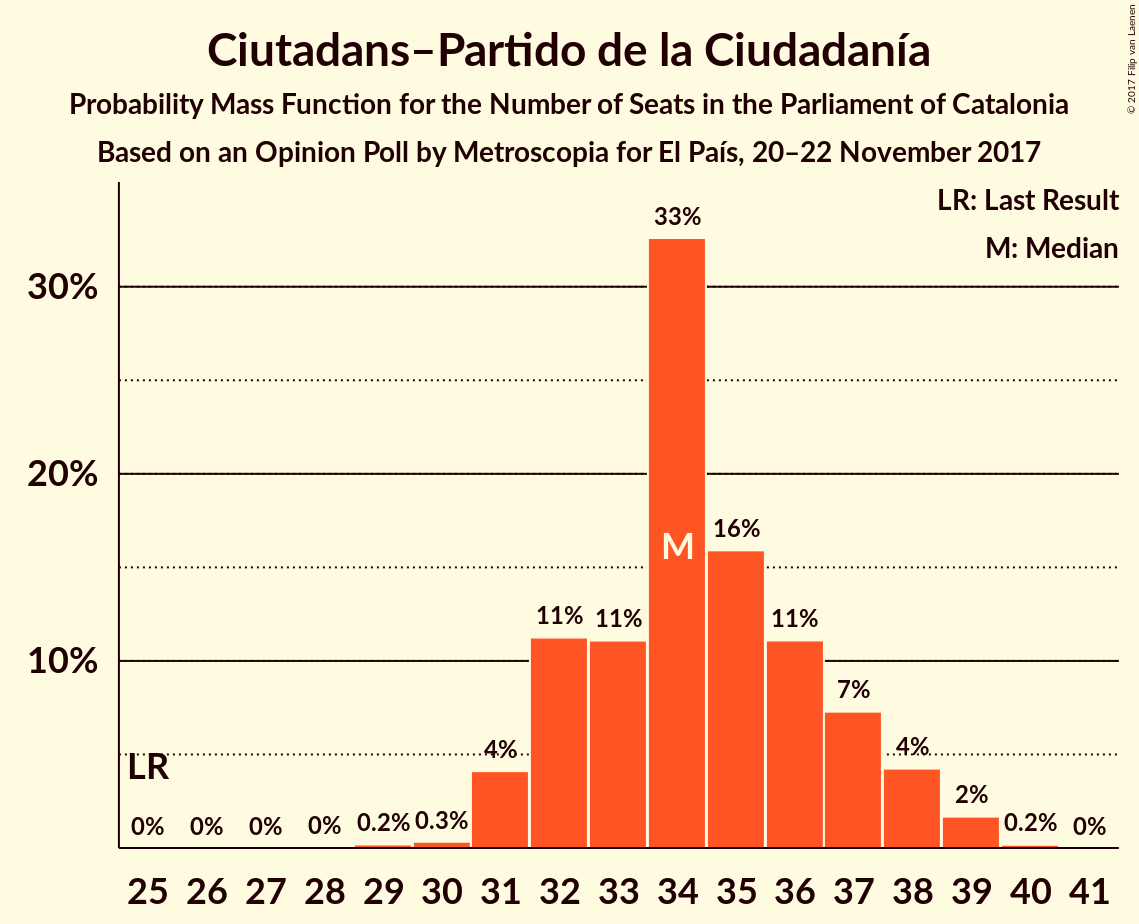 Ciutadans–Partido de la Ciudadanía
Probability Mass Function for the Number of Seats in the Parliament of Catalonia
Based on an Opinion Poll by Metroscopia for El País, 20–22 November 2017
© 2017 Filip van Laenen
LR: Last Result
M: Median
30%
20%
10%
LR
M
0%
0%
0%
0%
0.2%
0.3%
4%
11%
11%
33%
16%
11%
7%
4%
2%
0.2%
0%
25 26 27 28 29 30 31 32 33 34 35 36 37 38 39 40 41